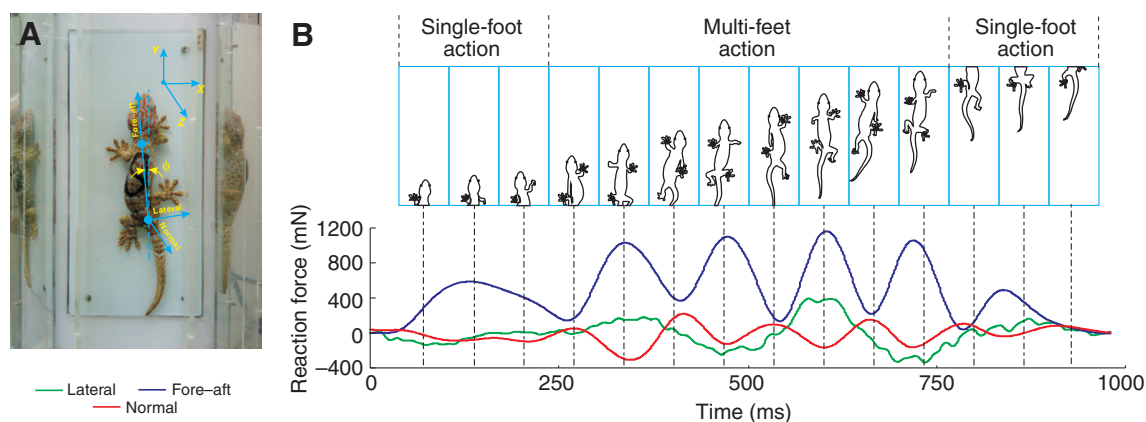 A
Y
X
Z
Fore–aft
ϕ
Lateral
Normal
Lateral
Fore–aft
Normal
B
Single-foot
action
Multi-feet
action
Single-foot
action
Reaction force (mN)
1200
800
400
0
–400
0
250
500
750
1000
Time (ms)